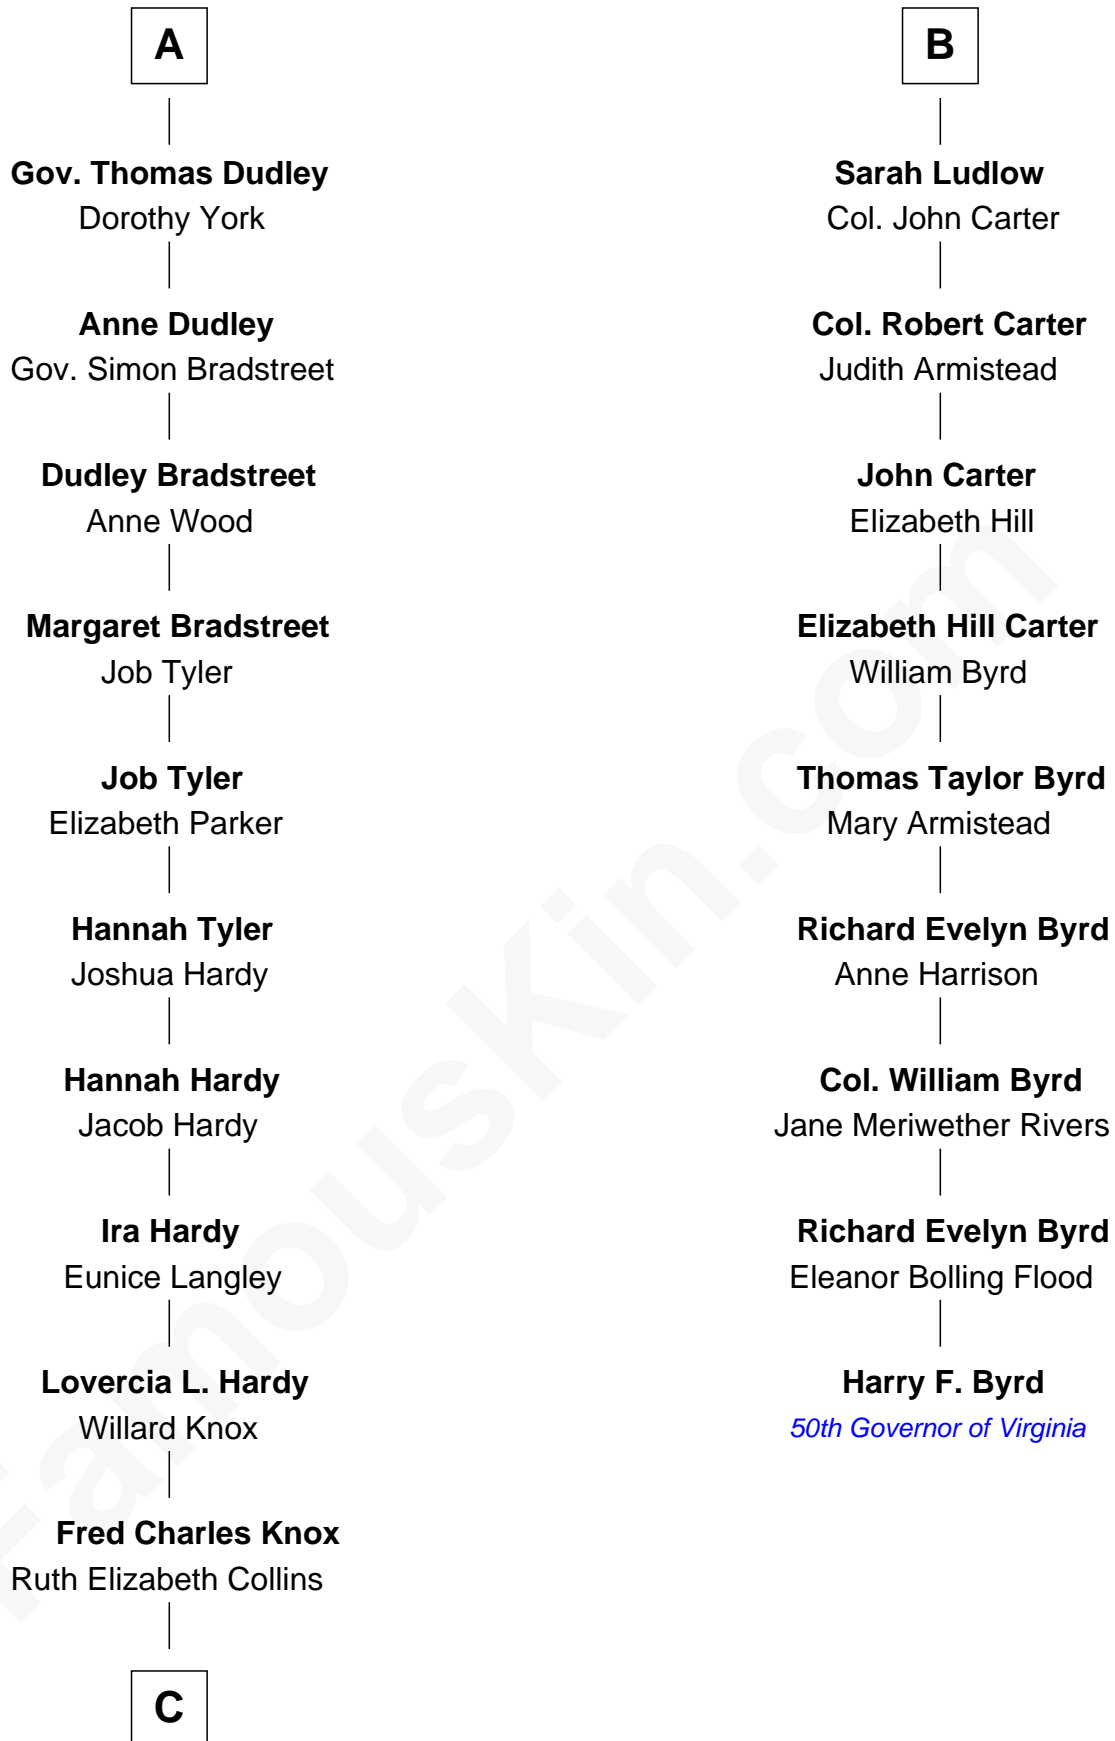 A
Gov. Thomas Dudley
Dorothy York
Anne Dudley
Gov. Simon Bradstreet
Dudley Bradstreet
Anne Wood
Margaret Bradstreet
Job Tyler
Job Tyler
Elizabeth Parker
Hannah Tyler
Joshua Hardy
Hannah Hardy
Jacob Hardy
Ira Hardy
Eunice Langley
Lovercia L. Hardy
Willard Knox
Fred Charles Knox
Ruth Elizabeth Collins
C
B
Sarah Ludlow
Col. John Carter
Col. Robert Carter
Judith Armistead
John Carter
Elizabeth Hill
Elizabeth Hill Carter
William Byrd
Thomas Taylor Byrd
Mary Armistead
Richard Evelyn Byrd
Anne Harrison
Col. William Byrd
Jane Meriwether Rivers
Richard Evelyn Byrd
Eleanor Bolling Flood
Harry F. Byrd
50th Governor of Virginia
FamousKin.com